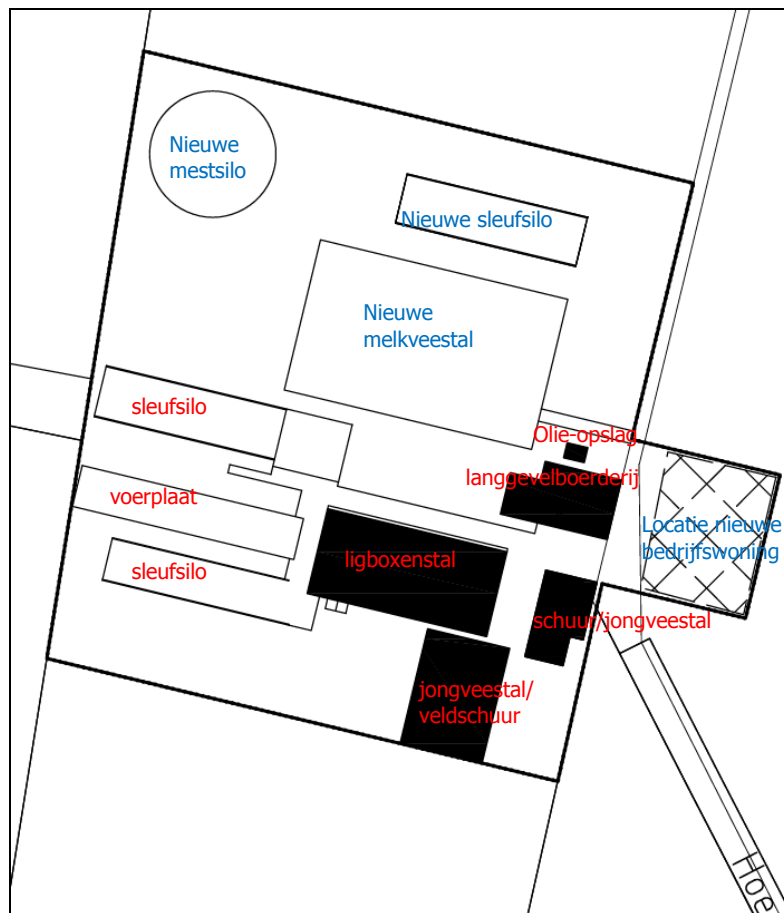 Nieuwe
mestsilo
Nieuwe sleufsilo
Nieuwe
melkveestal
sleufsilo
Olie-opslag
langgevelboerderij
voerplaat
Locatie nieuwe
bedrijfswoning
ligboxenstal
sleufsilo
schuur/jongveestal
jongveestal/
veldschuur
Hoe